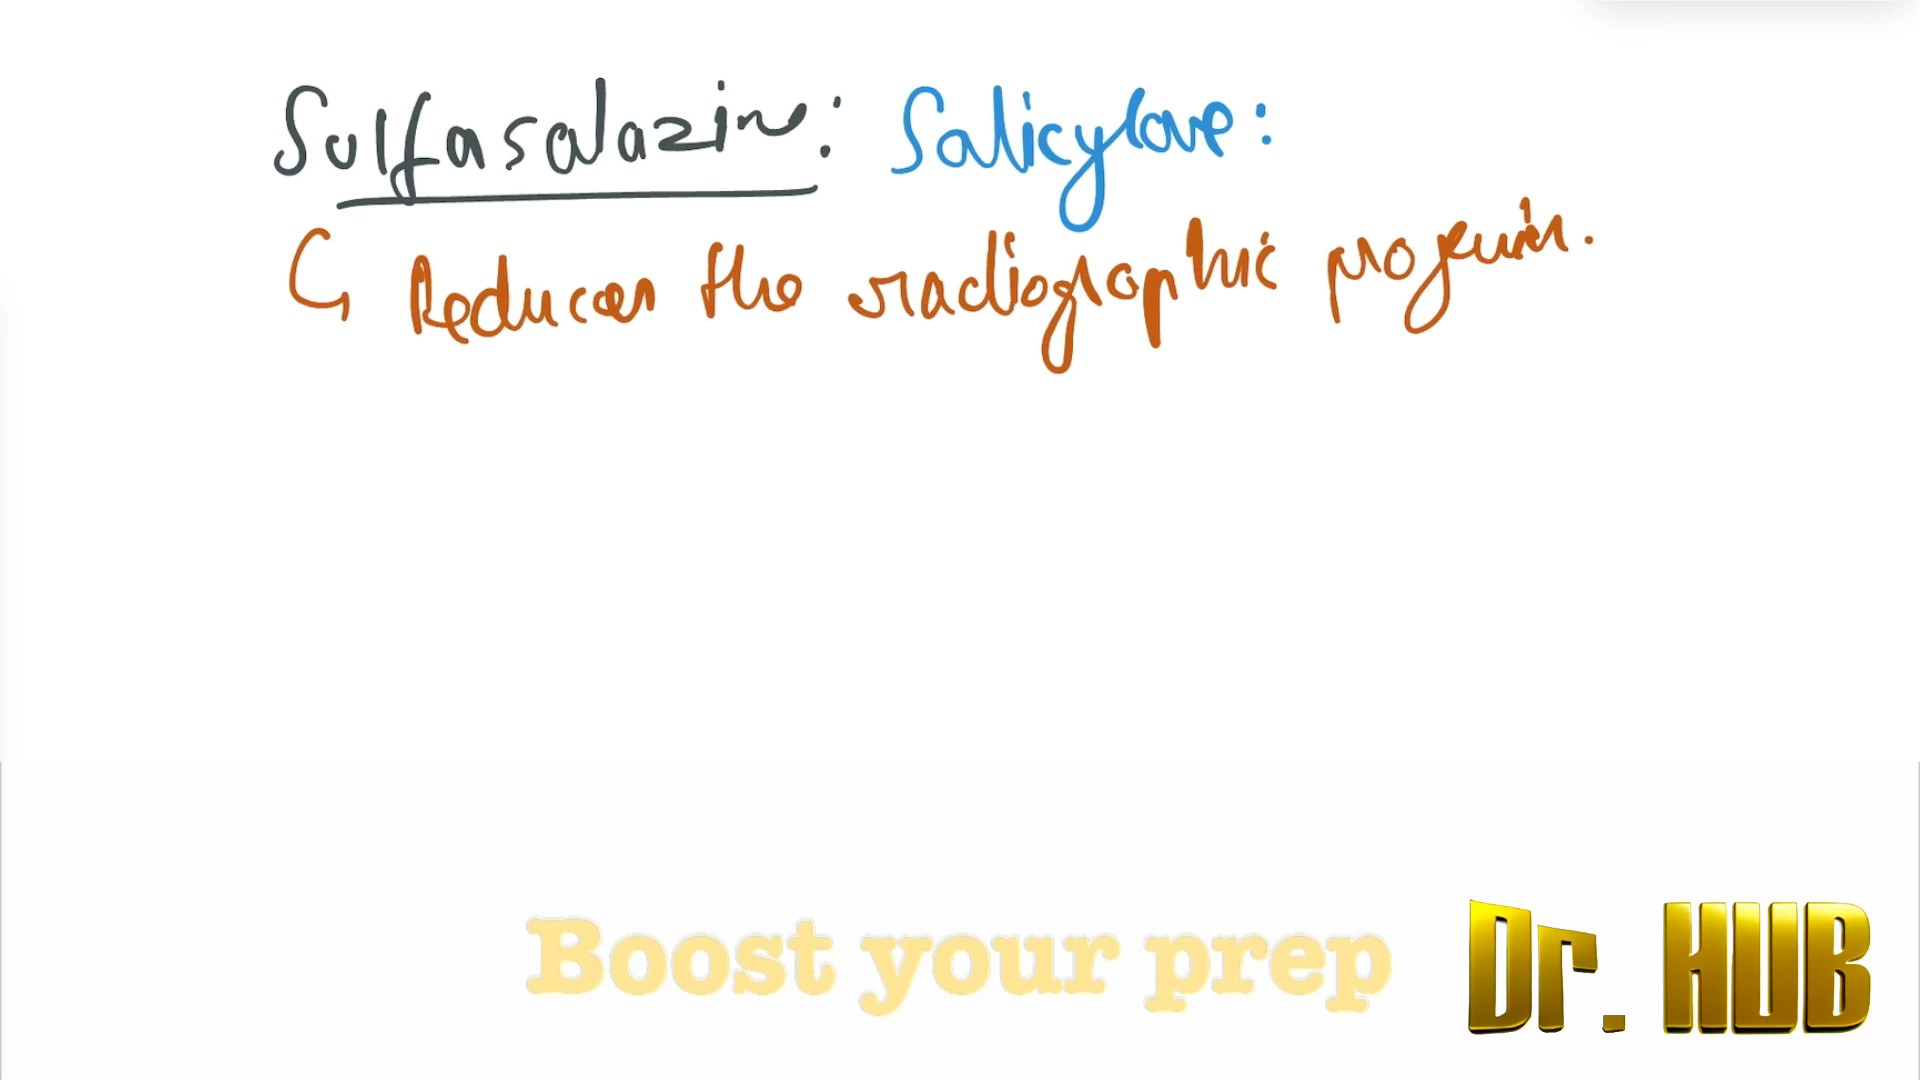 Sulfasalazine: Salicylate:
↳ Reduces the radiographic progression.
Boost your prep
Dr. HUB